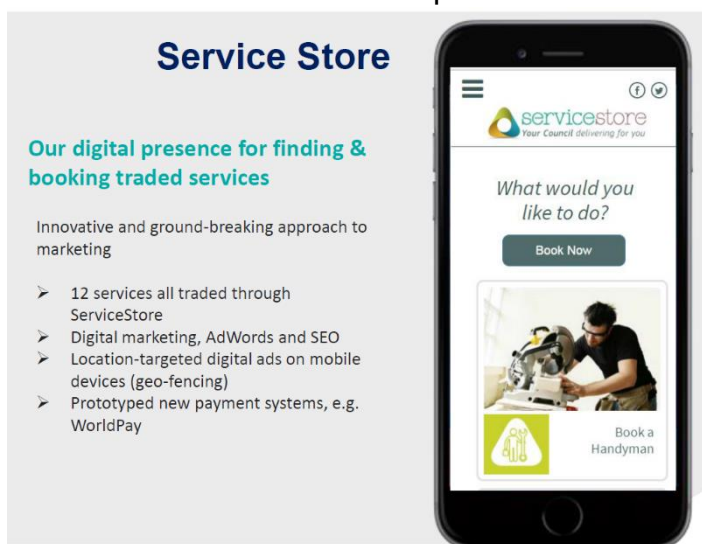 Service Store
Our digital presence for finding &
booking traded services
Innovative and ground-breaking approach to
marketing
➢ 12 services all traded through
ServiceStore
➢ Digital marketing, AdWords and SEO
➢ Location-targeted digital ads on mobile
devices (geo-fencing)
➢ Prototyped new payment systems, e.g.
WorldPay
servicestore
Your Council delivering for you
What would you
like to do?
Book Now
Book a
Handyman